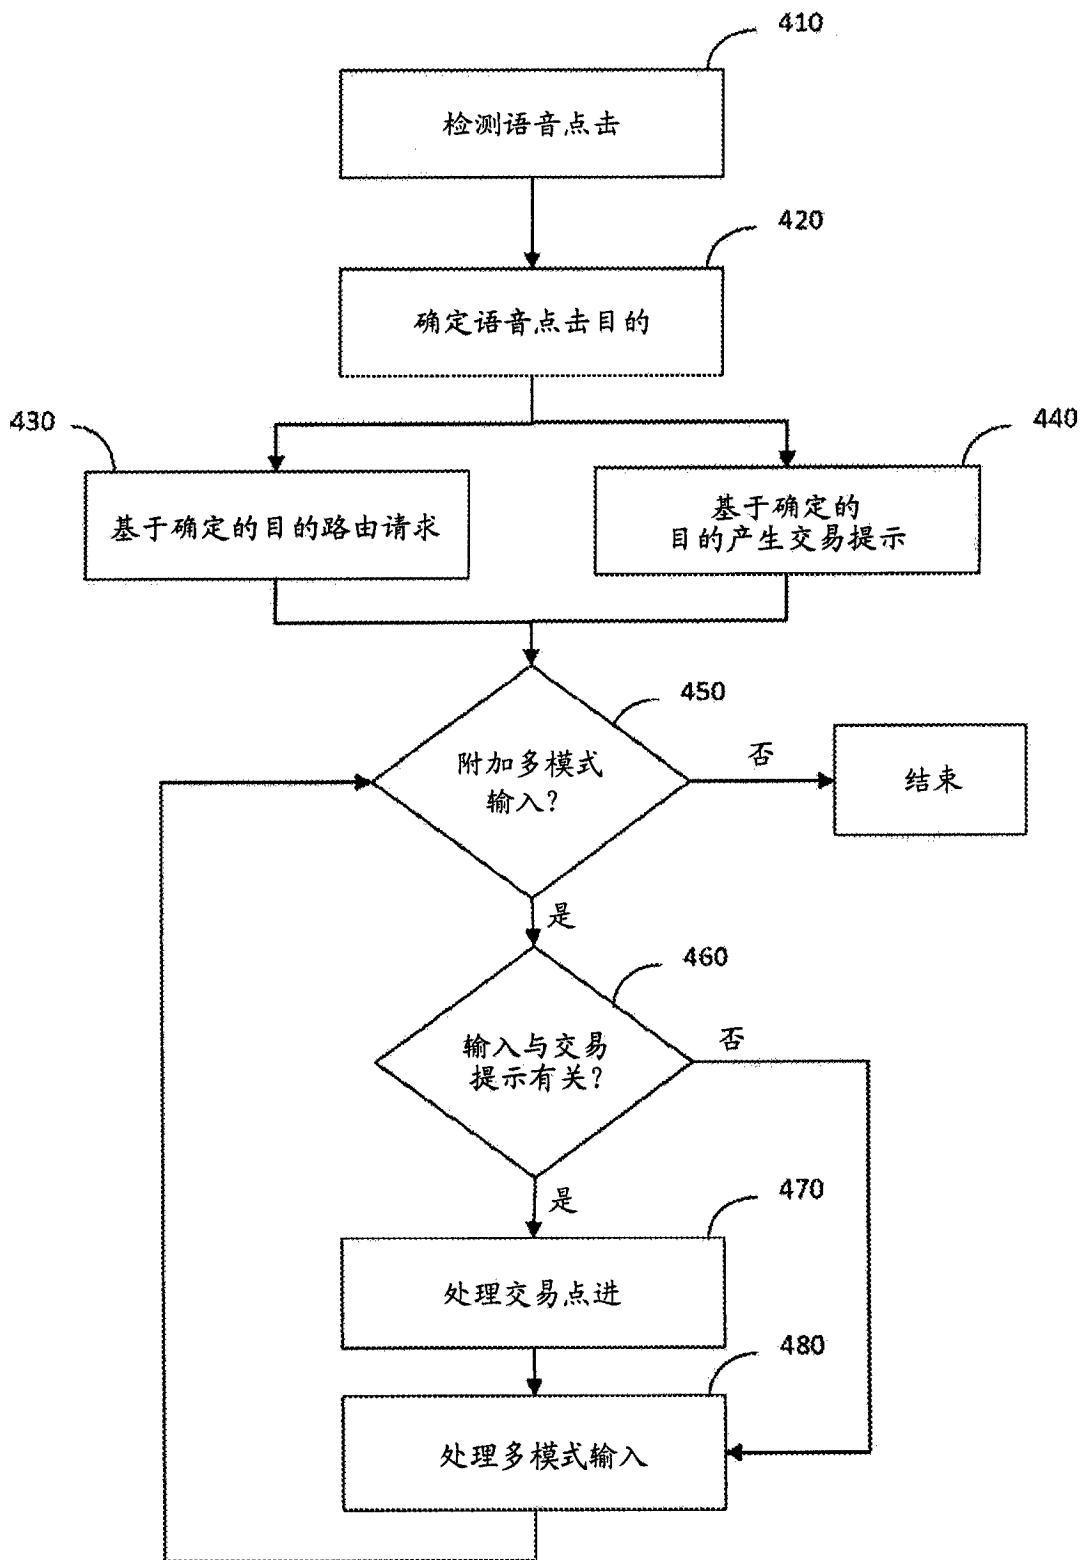 410
检测语音点击
420
确定语音点击目的
430
440
基于确定的目的路由请求
基于确定的
目的产生交易提示
450
附加多模式
输入?
否
结束
是
460
输入与交易
提示有关?
否
是
470
处理交易点进
480
处理多模式输入